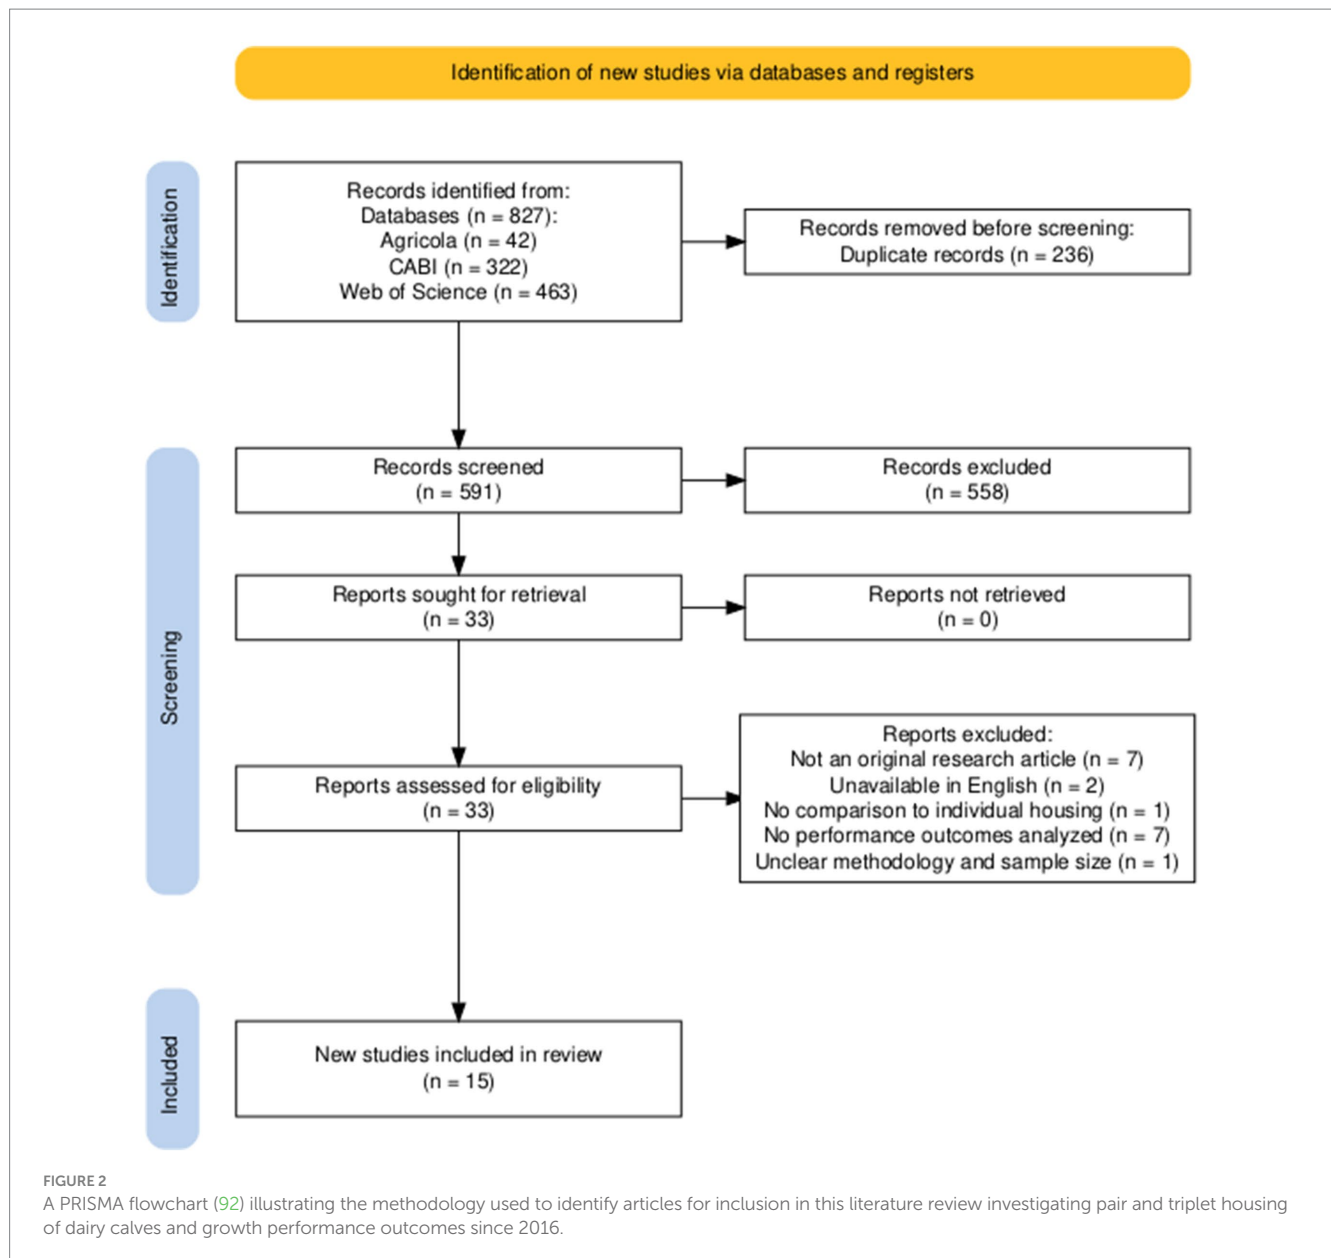 Identification of new studies via databases and registers
Identification
Records identified from:
Databases (n = 827):
Agricola (n = 42)
CABI (n = 322)
Web of Science (n = 463)
Records removed before screening:
Duplicate records (n = 236)
Screening
Records screened
(n = 591)
Records excluded
(n = 558)
Reports sought for retrieval
(n = 33)
Reports not retrieved
(n = 0)
Reports assessed for eligibility
(n = 33)
Reports excluded:
Not an original research article (n = 7)
Unavailable in English (n = 2)
No comparison to individual housing (n = 1)
No performance outcomes analyzed (n = 7)
Unclear methodology and sample size (n = 1)
Included
New studies included in review
(n = 15)
FIGURE 2
A PRISMA flowchart (92) illustrating the methodology used to identify articles for inclusion in this literature review investigating pair and triplet housing
of dairy calves and growth performance outcomes since 2016.